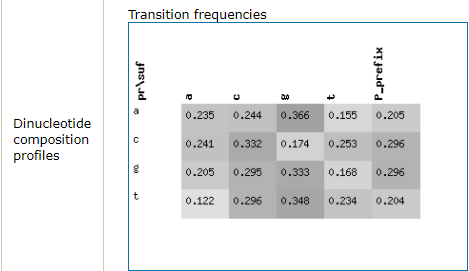 Transition frequencies
pr\suf a c g t P_prefix
a 0.235 0.244 0.366 0.155 0.205
c 0.241 0.332 0.174 0.253 0.296
g 0.205 0.295 0.333 0.168 0.296
t 0.122 0.296 0.348 0.234 0.204
Dinucleotide
composition
profiles